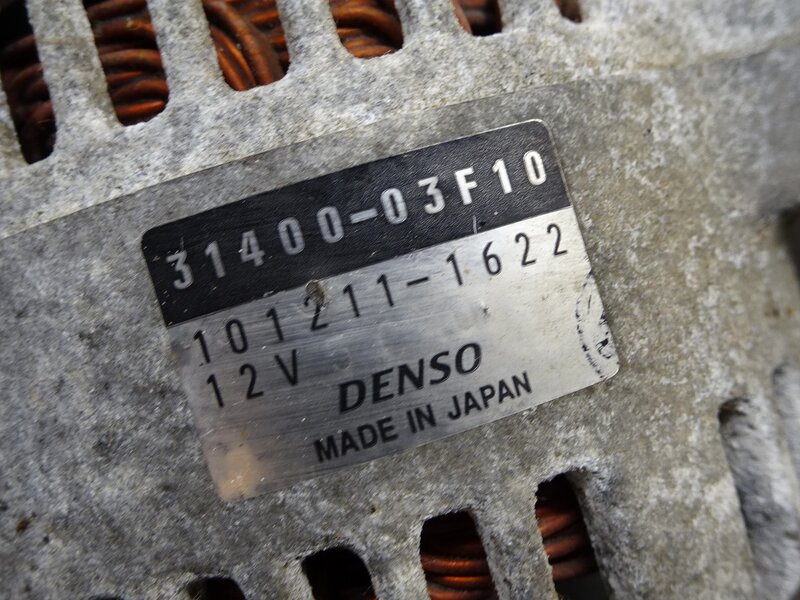 31400-03F10
101211-1622
12V
DENSO
MADE IN JAPAN